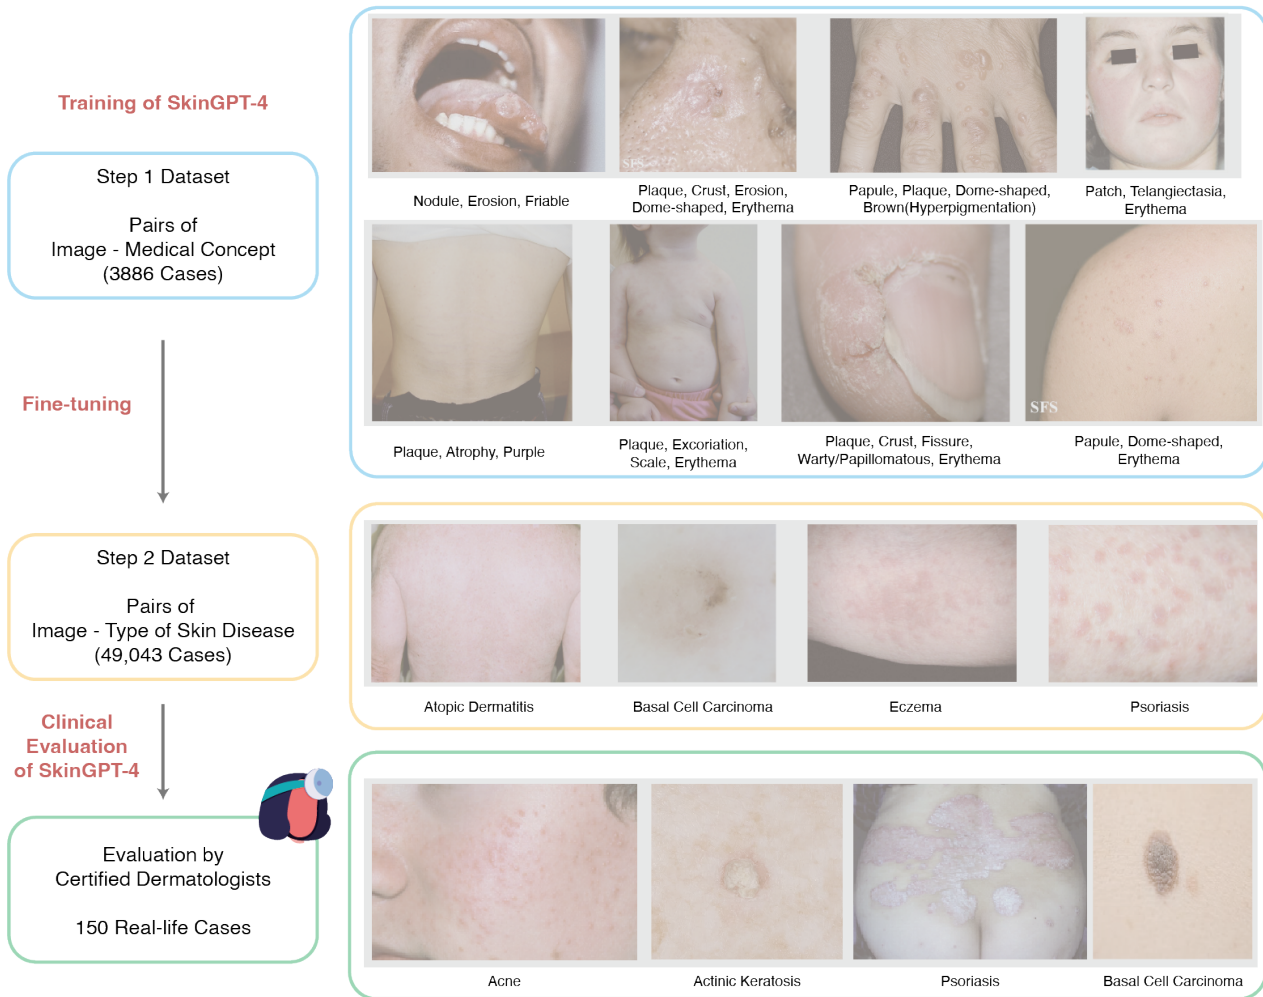 Training of SkinGPT-4
Step 1 Dataset
Pairs of
Image - Medical Concept
(3886 Cases)
Fine-tuning
Step 2 Dataset
Pairs of
Image - Type of Skin Disease
(49,043 Cases)
Clinical
Evaluation
of SkinGPT-4
Evaluation by
Certified Dermatologists
150 Real-life Cases
SFS
Nodule, Erosion, Friable
Plaque, Crust, Erosion,
Dome-shaped, Erythema
Papule, Plaque, Dome-shaped,
Brown(Hyperpigmentation)
Patch, Telangiectasia,
Erythema
SFS
Plaque, Atrophy, Purple
Plaque, Excoriation,
Scale, Erythema
Plaque, Crust, Fissure,
Warty/Papillomatous, Erythema
Papule, Dome-shaped,
Erythema
Atopic Dermatitis
Basal Cell Carcinoma
Eczema
Psoriasis
Acne
Actinic Keratosis
Psoriasis
Basal Cell Carcinoma